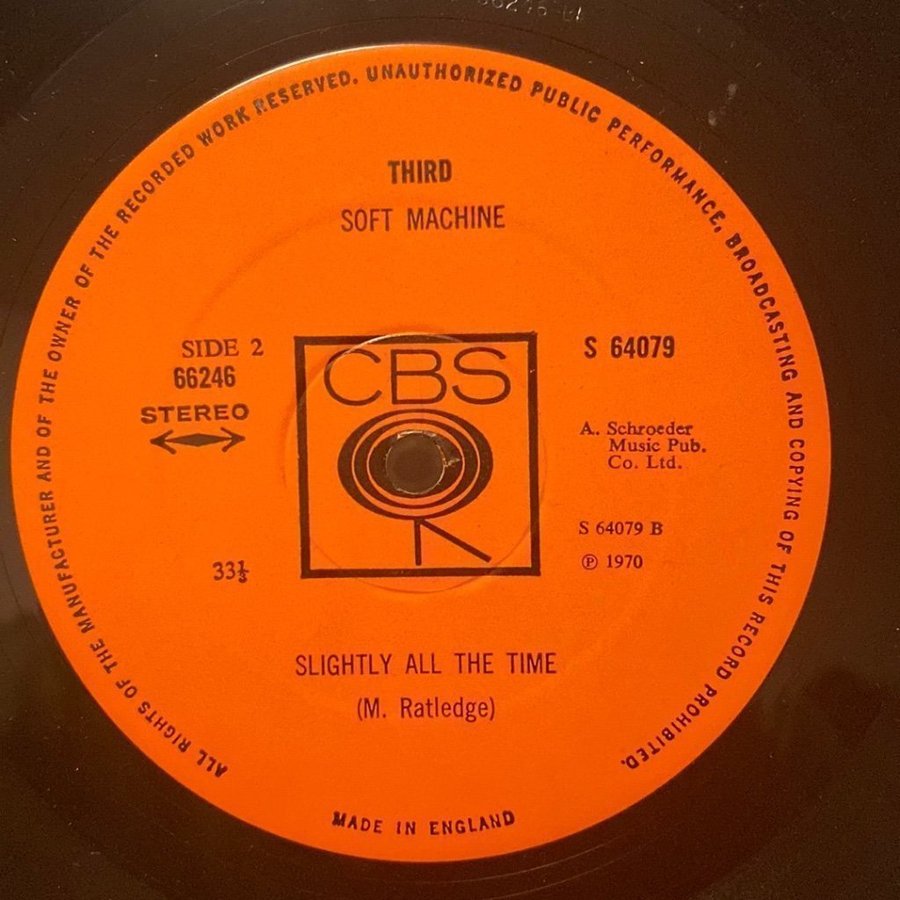 ALL RIGHTS OF THE MANUFACTURER AND OF THE OWNER OF THE RECORDED WORK RESERVED. UNAUTHORIZED PUBLIC PERFORMANCE, BROADCASTING AND COPYING OF THIS RECORD PROHIBITED.
THIRD
SOFT MACHINE
SIDE 2
66246
STEREO
CBS
S 64079
A. Schroeder
Music Pub.
Co. Ltd.
S 64079 B
℗ 1970
33⅓
SLIGHTLY ALL THE TIME
(M. Ratledge)
MADE IN ENGLAND